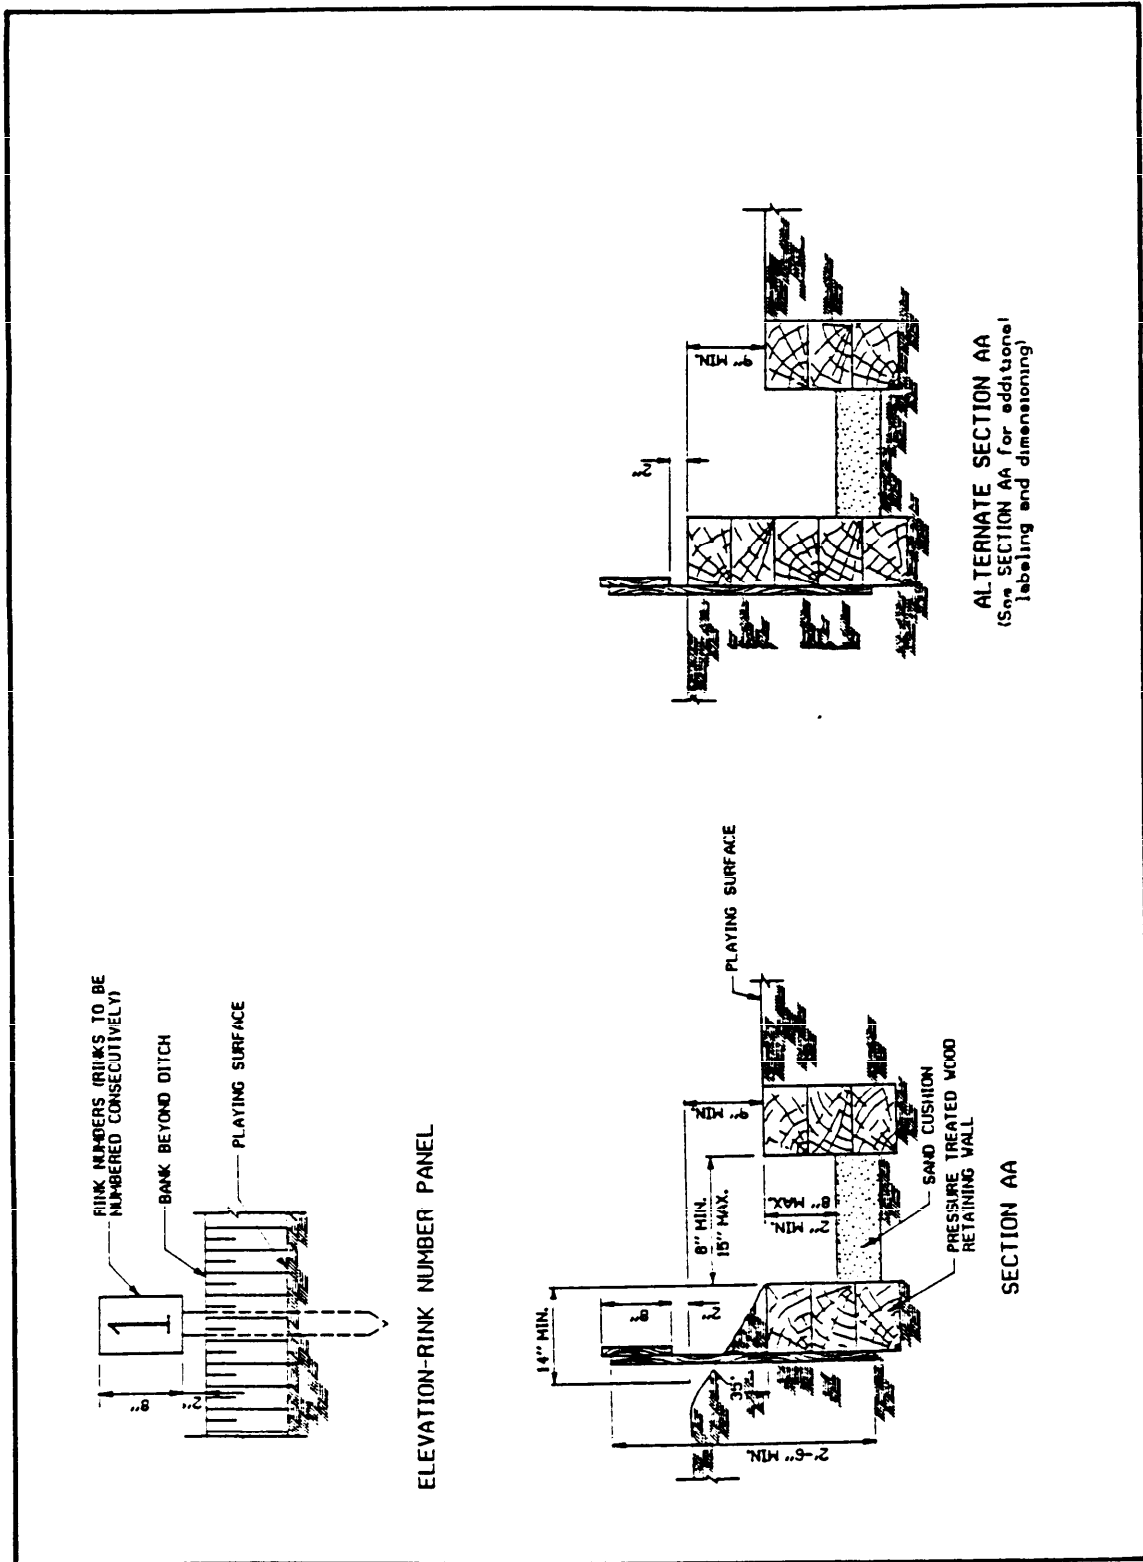 RINK NUMBERS (RINKS TO BE
NUMBERED CONSECUTIVELY)
BANK BEYOND DITCH
PLAYING SURFACE
1
8"
2"
ELEVATION-RINK NUMBER PANEL
14" MIN.
8"
2"
8" MIN.
15" MAX.
9" MIN.
2" MIN.
8" MAX.
35°
2'-6" MIN.
PLAYING SURFACE
SAND CUSHION
PRESSURE TREATED WOOD
RETAINING WALL
SECTION AA
2"
9" MIN.
ALTERNATE SECTION AA
(See SECTION AA for additional
labeling and dimensioning)